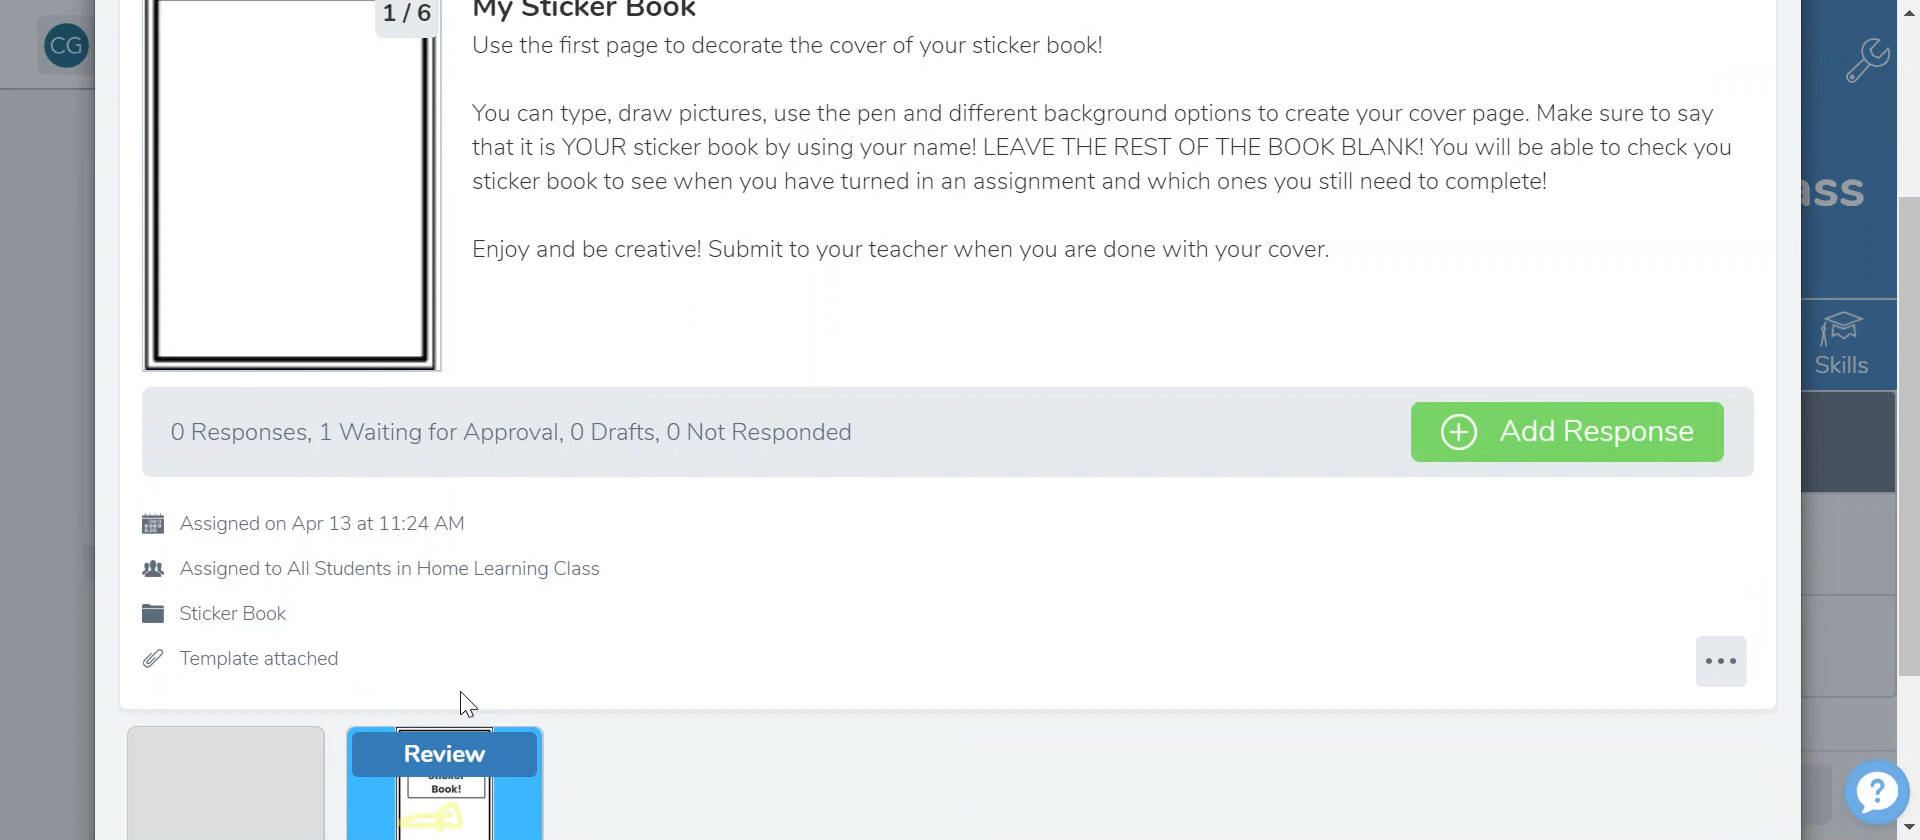 CG
1 / 6
My Sticker Book
Use the first page to decorate the cover of your sticker book!
You can type, draw pictures, use the pen and different background options to create your cover page. Make sure to say
that it is YOUR sticker book by using your name! LEAVE THE REST OF THE BOOK BLANK! You will be able to check you
sticker book to see when you have turned in an assignment and which ones you still need to complete!
Enjoy and be creative! Submit to your teacher when you are done with your cover.
ass
Skills
0 Responses, 1 Waiting for Approval, 0 Drafts, 0 Not Responded
Add Response
Assigned on Apr 13 at 11:24 AM
Assigned to All Students in Home Learning Class
Sticker Book
Template attached
Review
Sticker
Book!
?